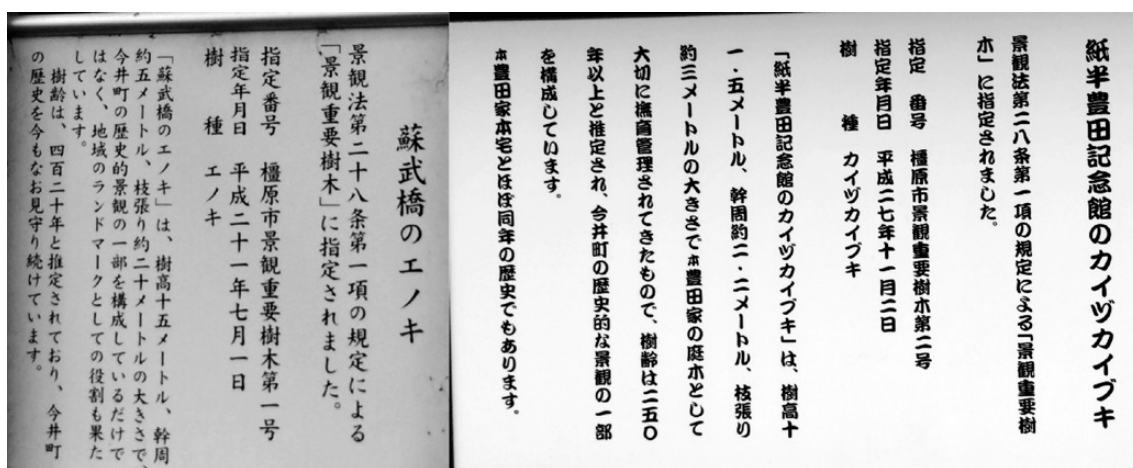 紙半豊田記念館のカイヅカイブキ
景観法第二八条第一項の規定による「景観重要樹
木」に指定されました。
指定 番号 橿原市景観重要樹木第二号
指定年月日 平成二七年十一月二日
樹 種 カイヅカイブキ
「紙半豊田記念館のカイヅカイブキ」は、樹高十
一・五メートル、幹周約二・二メートル、枝張り
約三メートルの大きさで本豊田家の庭木として
大切に撫育管理されてきたもので、樹齢は二五〇
年以上と推定され、今井町の歴史的な景観の一部
を構成しています。
本豊田家本宅とほぼ同年の歴史でもあります。
蘇武橋のエノキ
景観法第二十八条第一項の規定による
「景観重要樹木」に指定されました。
指定番号 橿原市景観重要樹木第一号
指定年月日 平成二十一年七月一日
樹 種 エノキ
「蘇武橋のエノキ」は、樹高十五メートル、幹周
約五メートル、枝張り約二十メートルの大きさで、
今井町の歴史的景観の一部を構成しているだけで
はなく、地域のランドマークとしての役割も果た
しています。
樹齢は、四百二十年と推定されており、今井町
の歴史を今もなお見守り続けています。